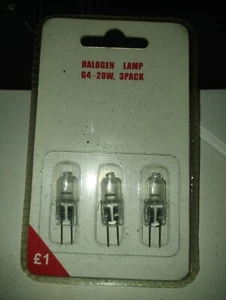 HALOGEN LAMP
G4-20W, 3PACK
£1